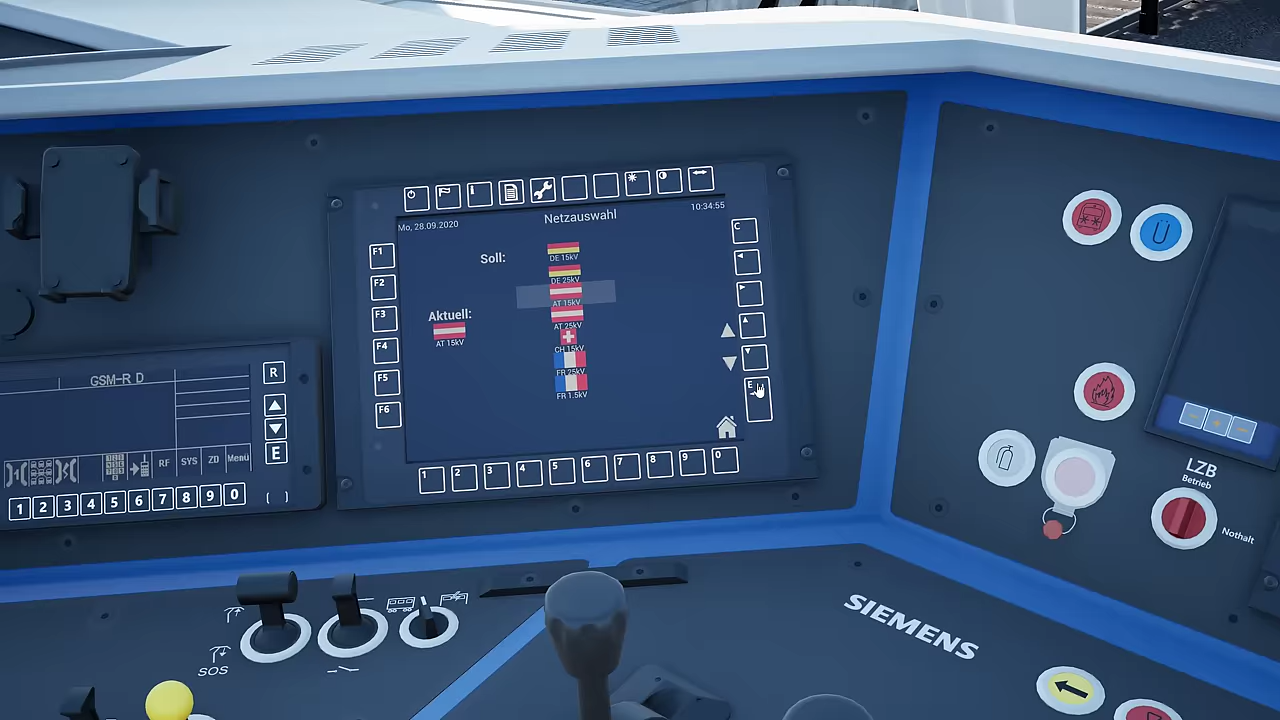 Mo, 28.09.2020
Netzauswahl
10:34:55
Soll:
DE 15kV
DE 25kV
AT 15kV
AT 25kV
CH 15kV
FR 25kV
FR 1.5kV
Aktuell:
AT 15kV
F1
F2
F3
F4
F5
F6
C
E
1 2 3 4 5 6 7 8 9 0
GSM-R D
R
E
RF SYS ZD Menü
1 2 3 4 5 6 7 8 9 0
( )
Ü
LZB
Betrieb
Nothalt
SOS
SIEMENS